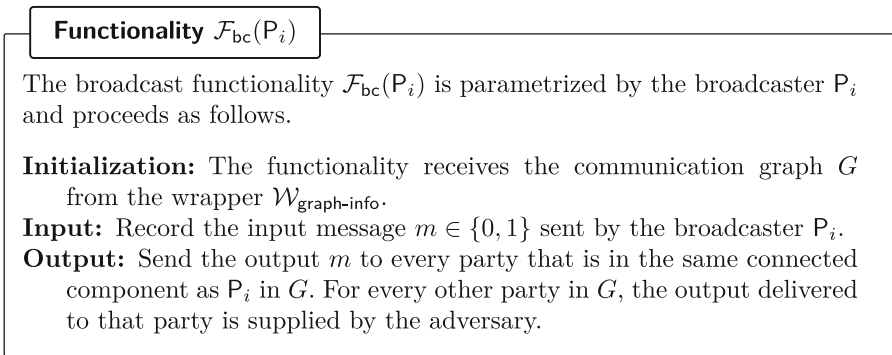 Functionality 𝓕bc(Pᵢ)
The broadcast functionality 𝓕bc(Pᵢ) is parametrized by the broadcaster Pᵢ
and proceeds as follows.
Initialization: The functionality receives the communication graph G
from the wrapper 𝓦graph-info.
Input: Record the input message m ∈ {0, 1} sent by the broadcaster Pᵢ.
Output: Send the output m to every party that is in the same connected
component as Pᵢ in G. For every other party in G, the output delivered
to that party is supplied by the adversary.